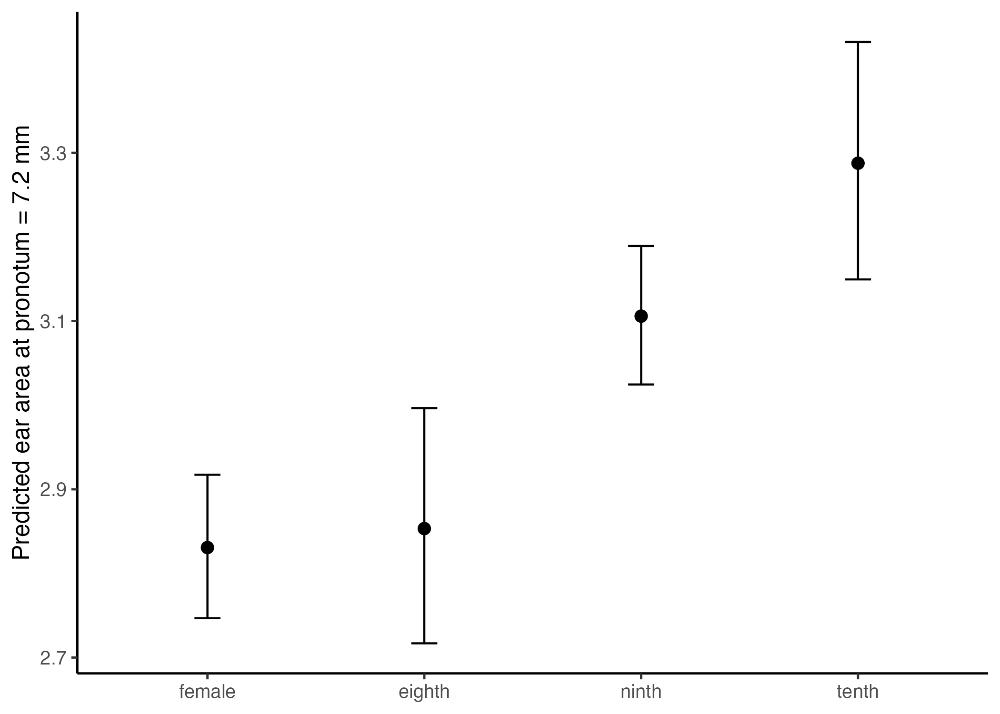 Predicted ear area at pronotum = 7.2 mm
3.3
3.1
2.9
2.7
female eighth ninth tenth